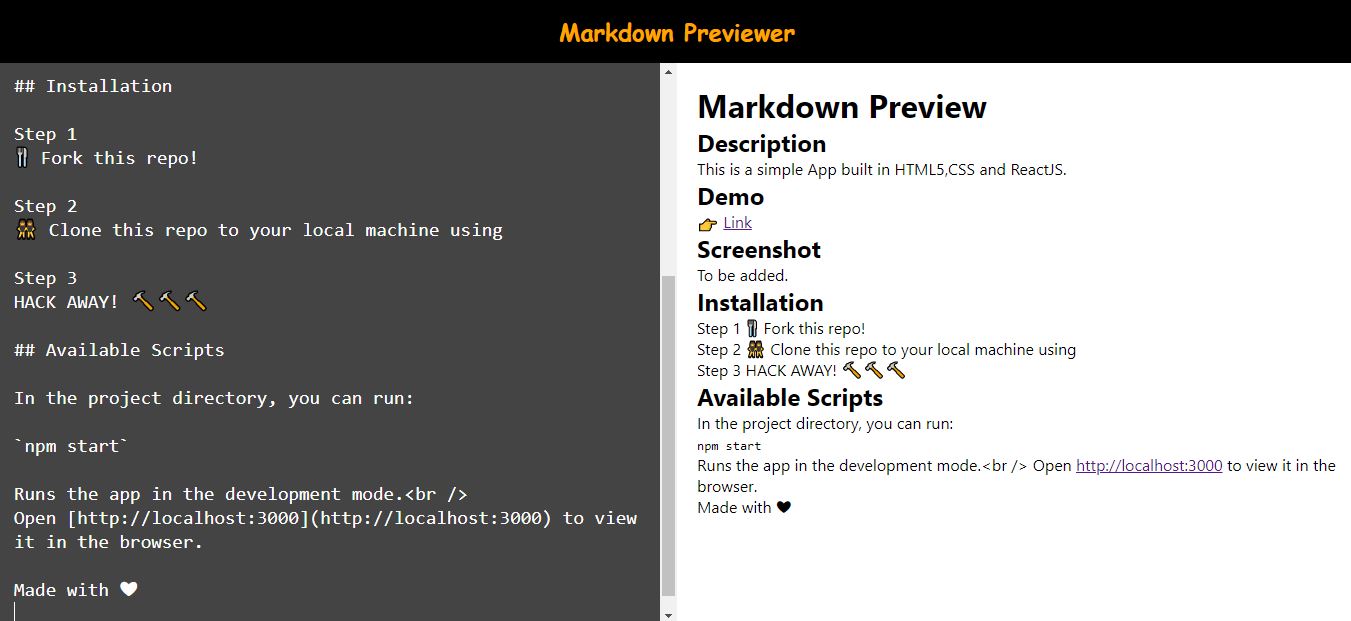 Markdown Previewer
## Installation
Step 1
🍴 Fork this repo!
Step 2
👯 Clone this repo to your local machine using
Step 3
HACK AWAY! 🔨🔨🔨
## Available Scripts
In the project directory, you can run:
`npm start`
Runs the app in the development mode.<br />
Open [http://localhost:3000](http://localhost:3000) to view
it in the browser.
Made with ♥
Markdown Preview
Description
This is a simple App built in HTML5,CSS and ReactJS.
Demo
👉 Link
Screenshot
To be added.
Installation
Step 1 🍴 Fork this repo!
Step 2 👯 Clone this repo to your local machine using
Step 3 HACK AWAY! 🔨🔨🔨
Available Scripts
In the project directory, you can run:
npm start
Runs the app in the development mode.<br /> Open http://localhost:3000 to view it in the
browser.
Made with ♥